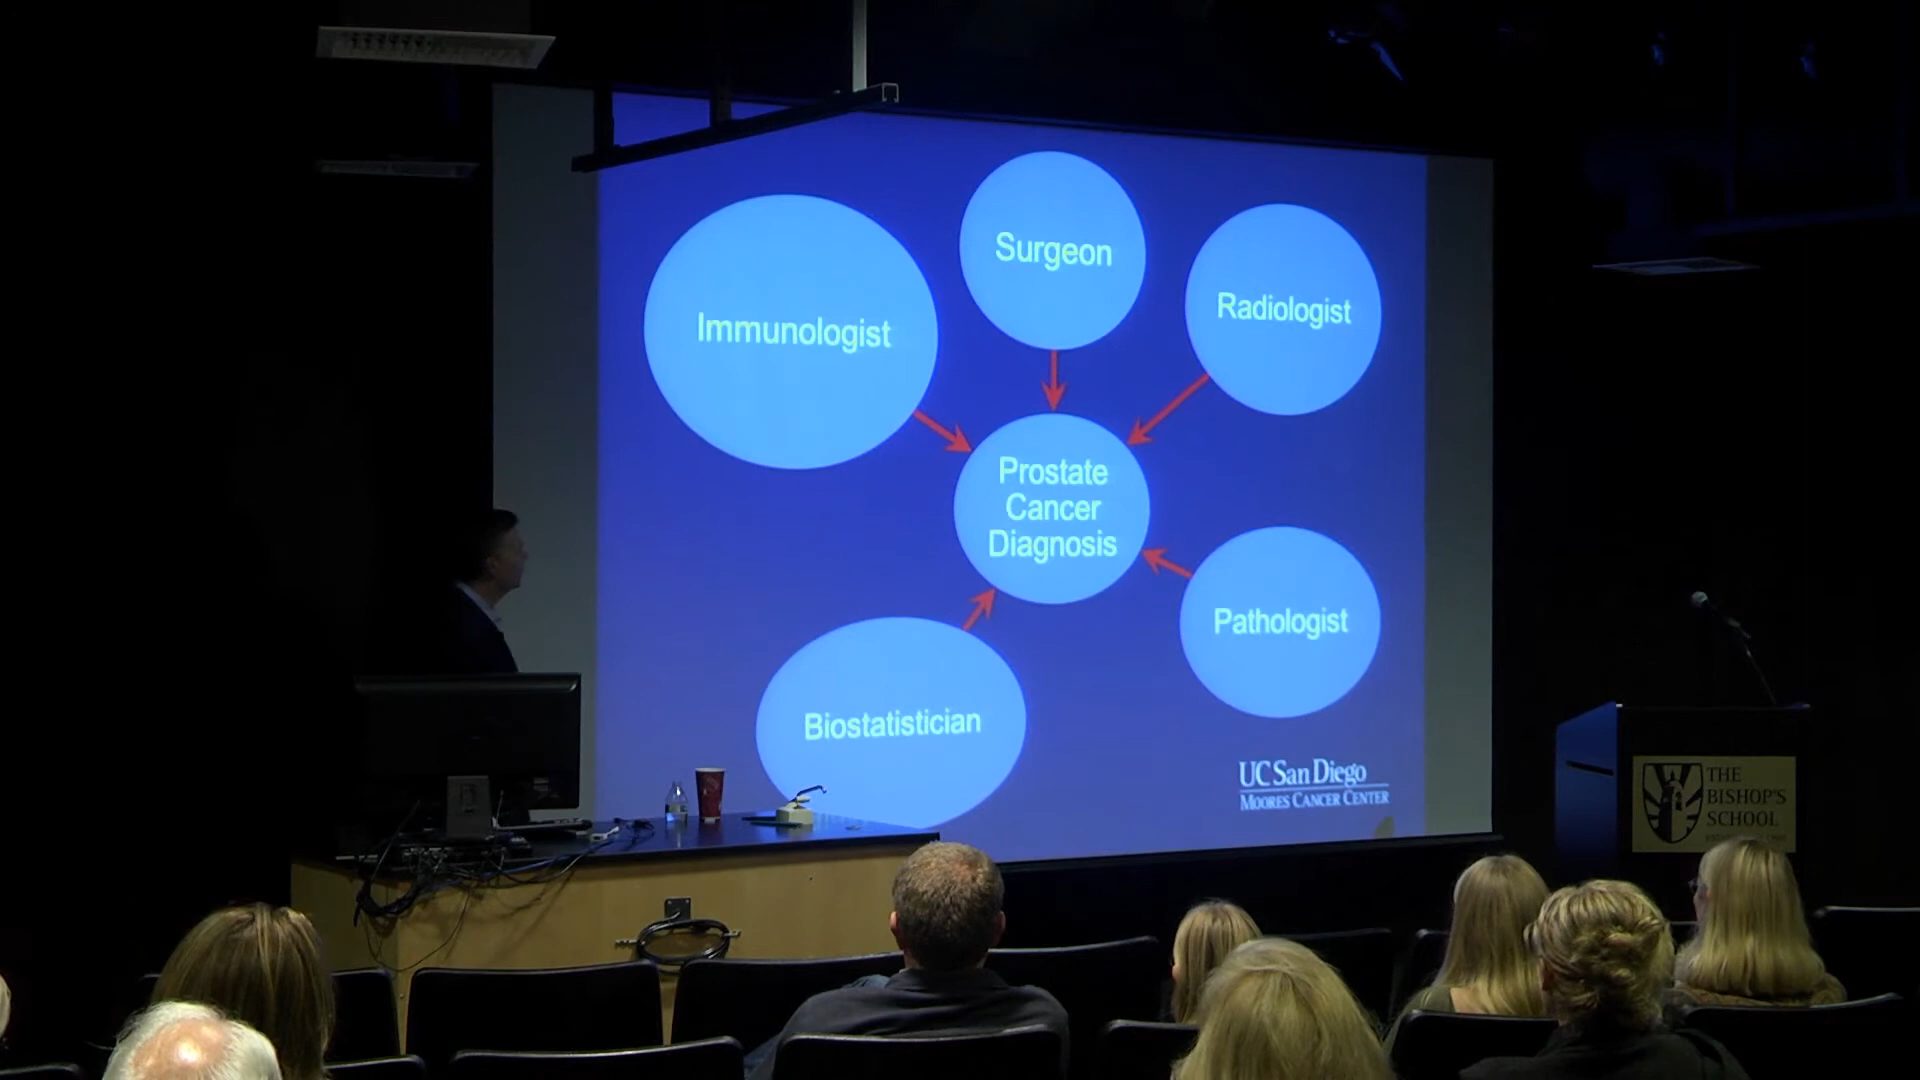 Surgeon
Immunologist
Radiologist
Prostate
Cancer
Diagnosis
Pathologist
Biostatistician
UC San Diego
MOORES CANCER CENTER
THE
BISHOP'S
SCHOOL